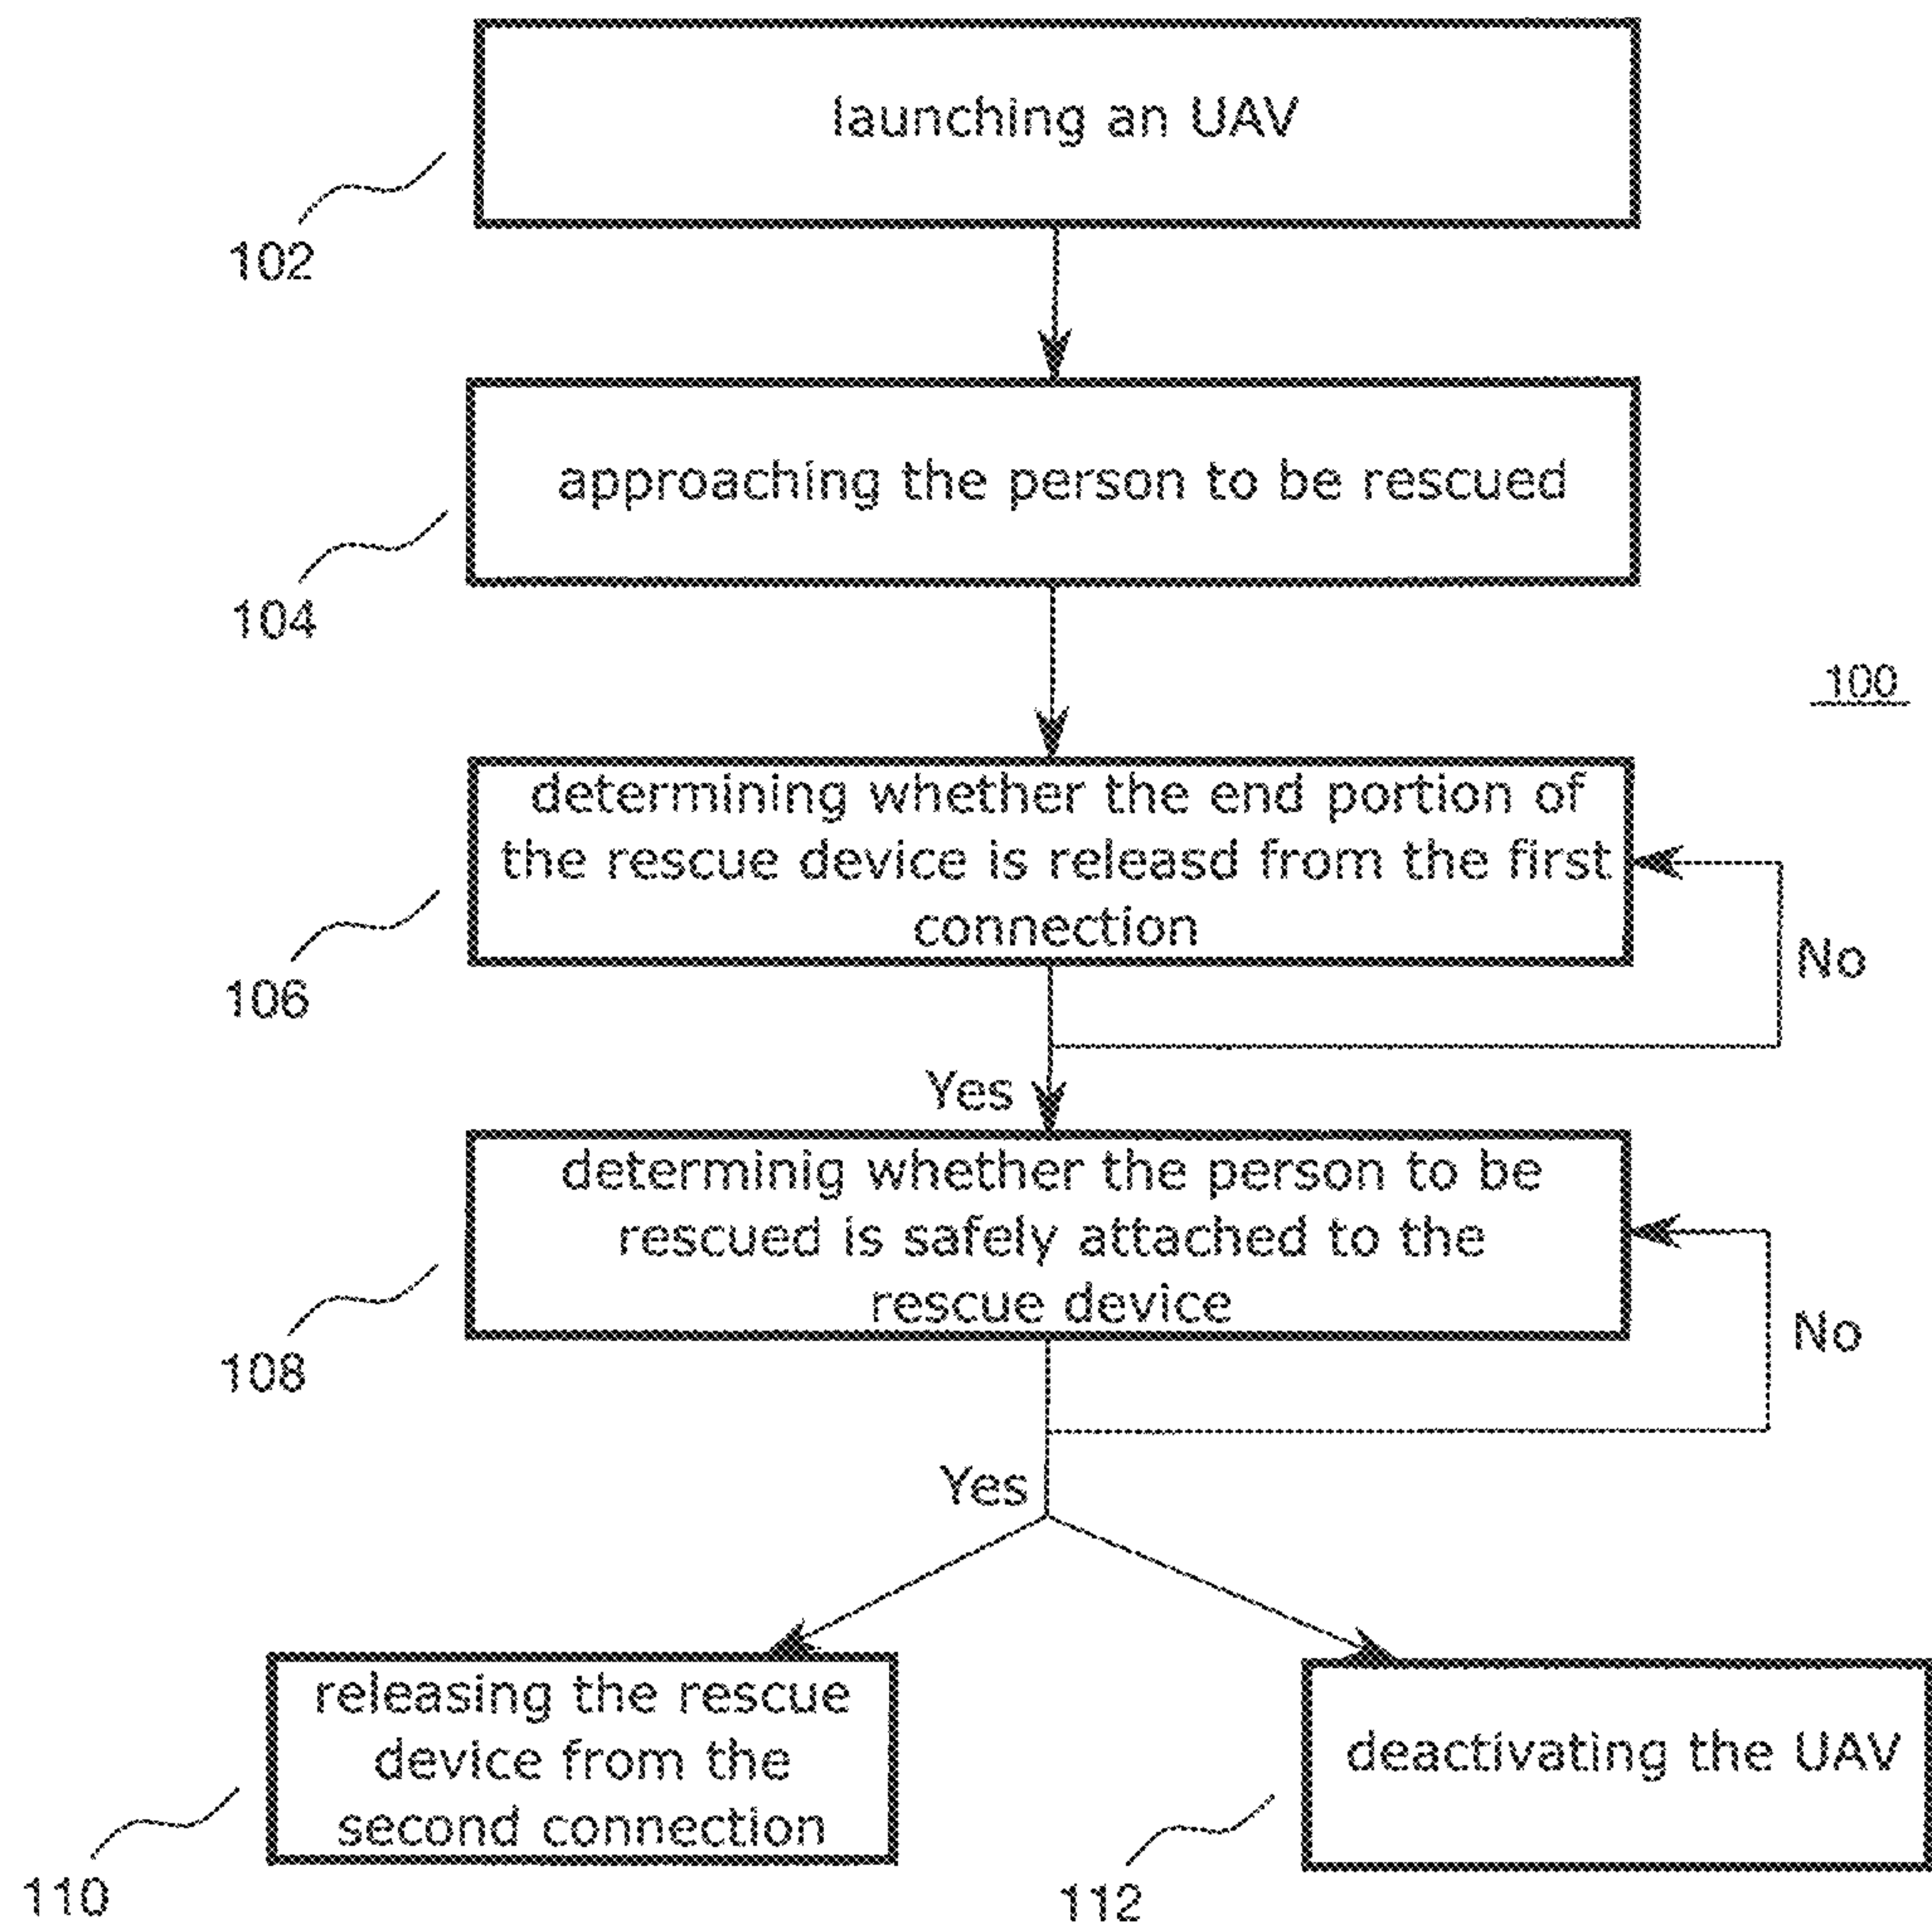 launching an UAV
102
approaching the person to be rescued
104
100
determining whether the end portion of
the rescue device is releasd from the first
connection
106
No
Yes
determinig whether the person to be
rescued is safely attached to the
rescue device
108
No
Yes
releasing the rescue
device from the
second connection
110
deactivating the UAV
112